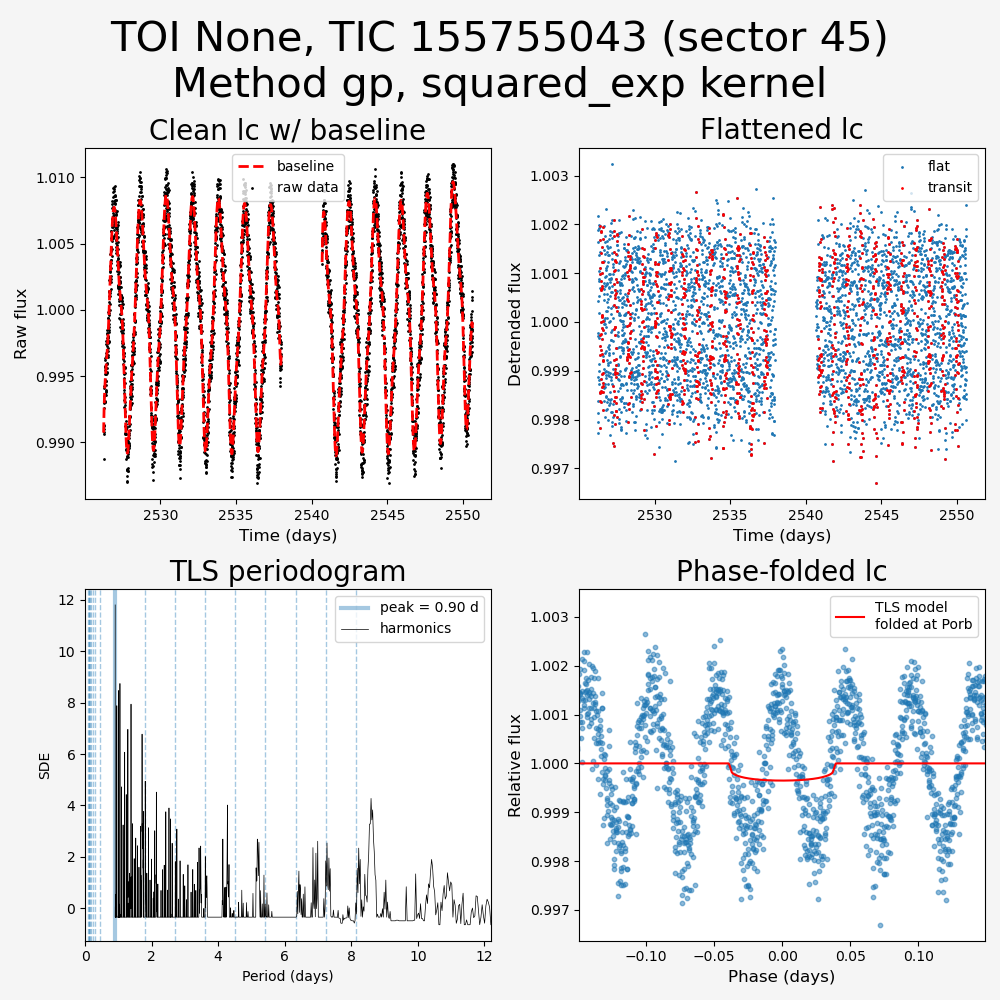 TOI None, TIC 155755043 (sector 45)
Method gp, squared_exp kernel
Clean lc w/ baseline
baseline
raw data
1.010
1.005
1.000
0.995
0.990
Raw flux
2530
2535
2540
2545
2550
Time (days)
Flattened lc
flat
transit
1.003
1.002
1.001
1.000
0.999
0.998
0.997
Detrended flux
2530
2535
2540
2545
2550
Time (days)
TLS periodogram
peak = 0.90 d
harmonics
12
10
8
6
4
2
0
SDE
0
2
4
6
8
10
12
Period (days)
Phase-folded lc
TLS model
folded at Porb
1.003
1.002
1.001
1.000
0.999
0.998
0.997
Relative flux
−0.10
−0.05
0.00
0.05
0.10
Phase (days)